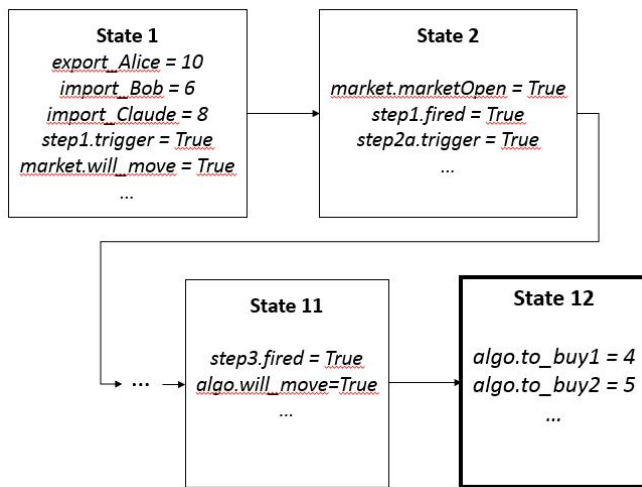 State 1
export_Alice = 10
import_Bob = 6
import_Claude = 8
step1.trigger = True
market.will_move = True
...
State 2
market.marketOpen = True
step1.fired = True
step2a.trigger = True
...
...
State 11
step3.fired = True
algo.will_move=True
...
State 12
algo.to_buy1 = 4
algo.to_buy2 = 5
...